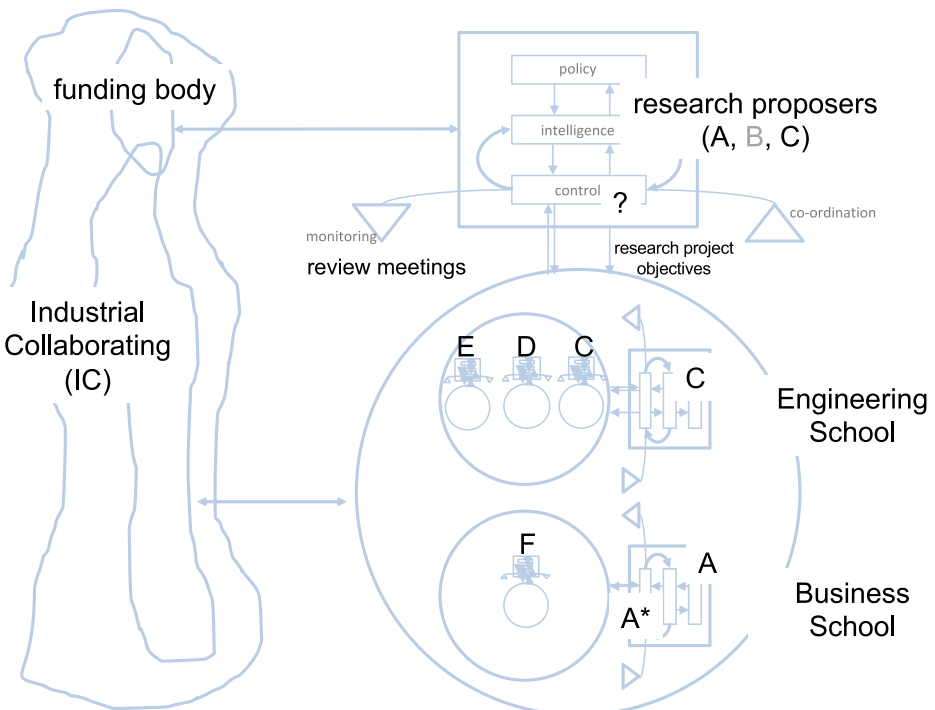 funding body
policy
intelligence
control
?
research proposers
(A, B, C)
monitoring
review meetings
co-ordination
research project
objectives
Industrial
Collaborating
(IC)
E D C
C
Engineering
School
F
A
A*
Business
School